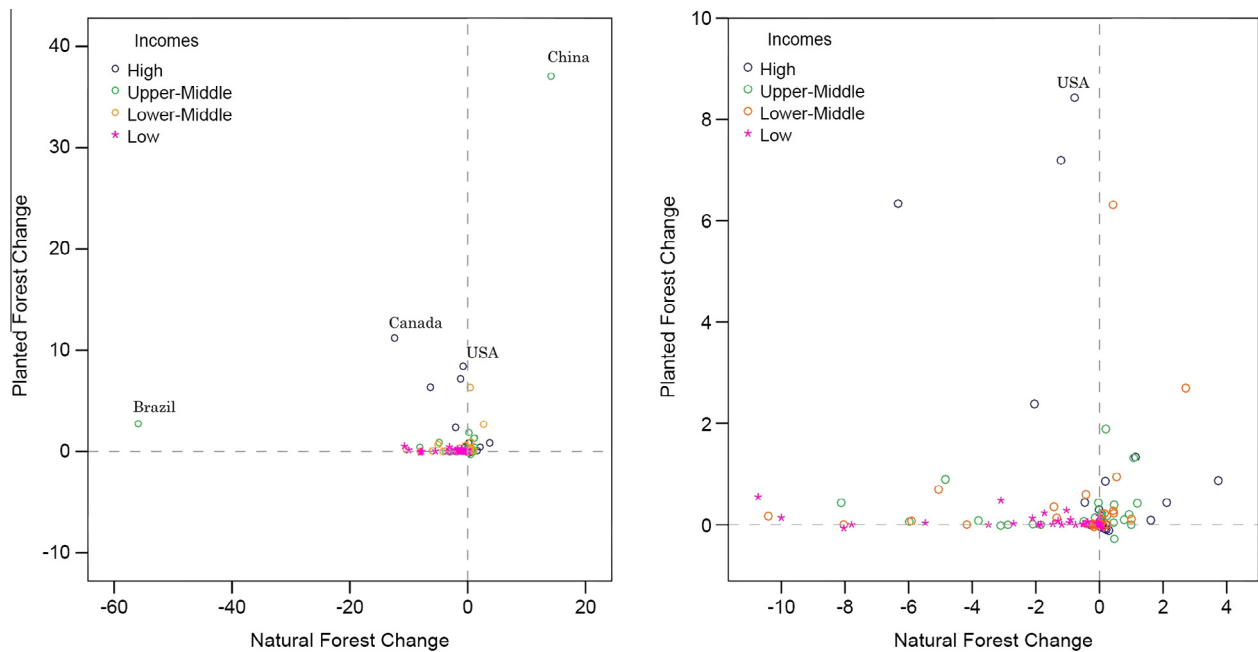 Incomes
High
Upper-Middle
Lower-Middle
Low
China
Canada
USA
Brazil
40
30
20
10
0
-10
-60
-40
-20
0
20
Planted Forest Change
Natural Forest Change
Incomes
High
Upper-Middle
Lower-Middle
Low
USA
10
8
6
4
2
0
-10
-8
-6
-4
-2
0
2
4
Planted Forest Change
Natural Forest Change